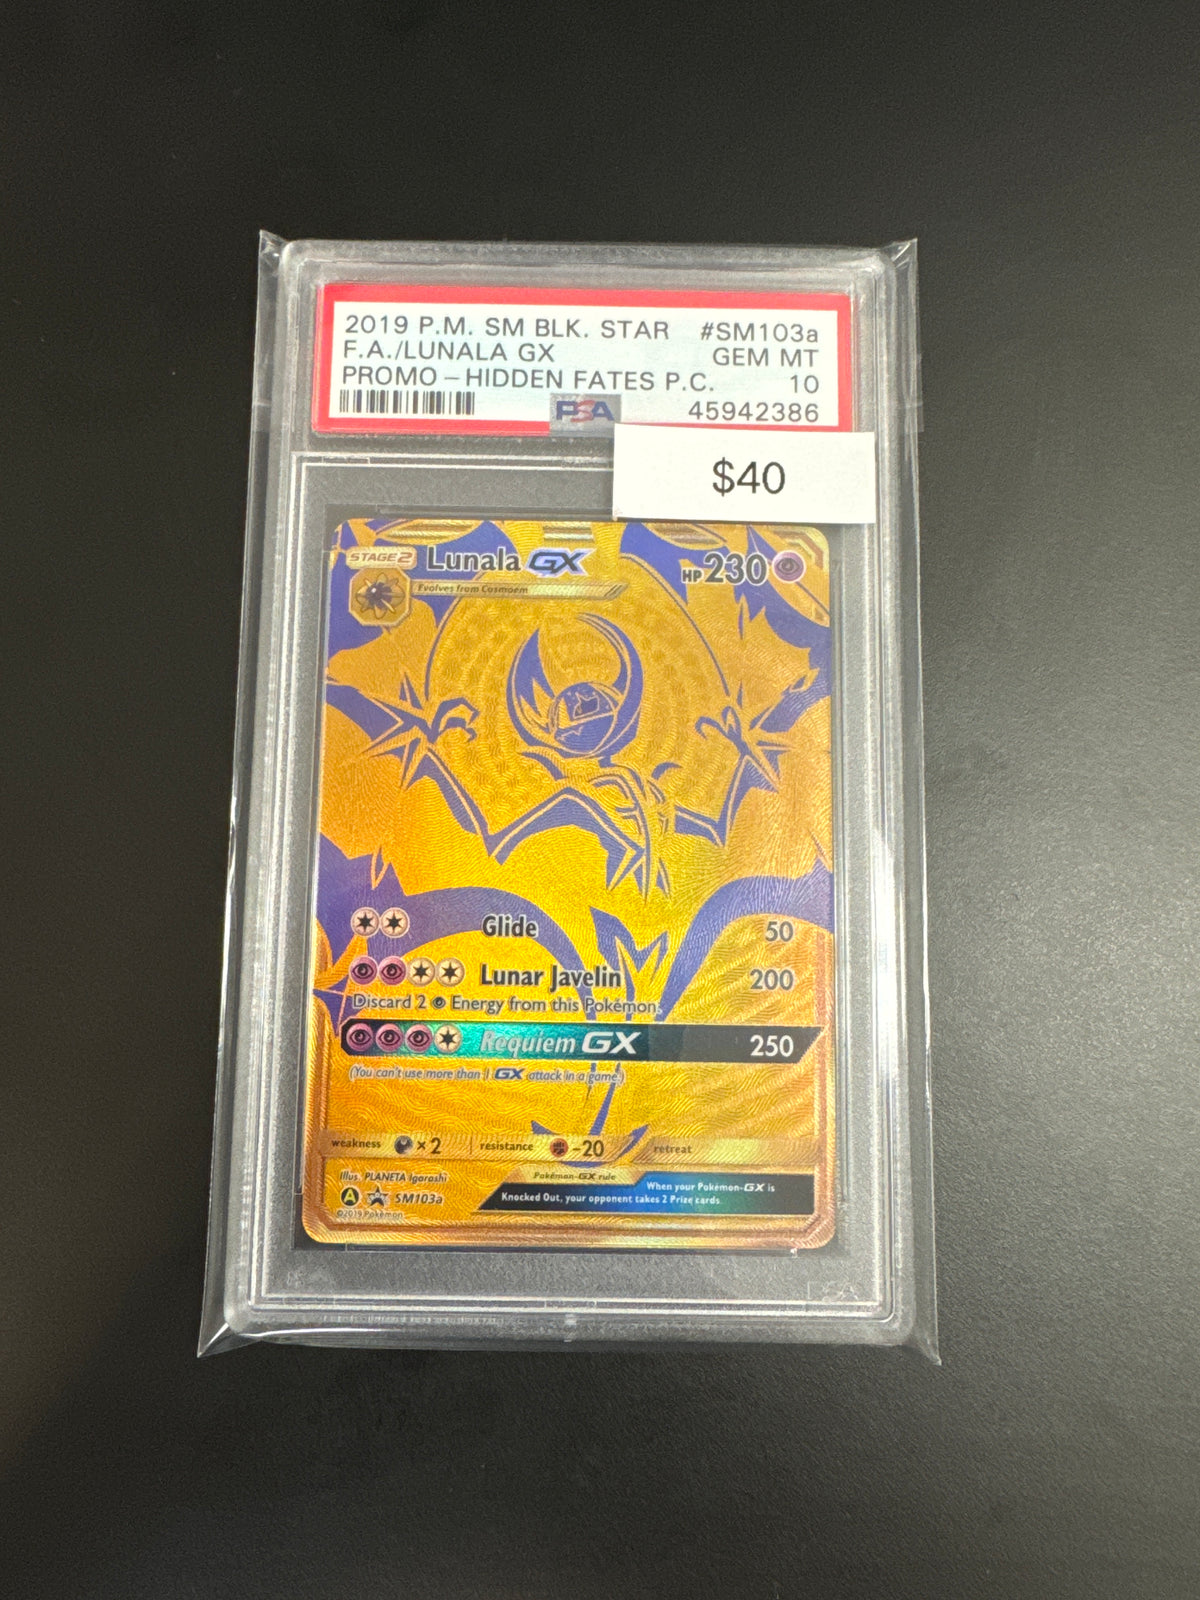 2019 P.M. SM BLK. STAR #SM103a
F.A./LUNALA GX GEM MT
PROMO – HIDDEN FATES P.C. 10
PSA 45942386
$40
STAGE 2 Lunala GX HP 230
Evolves from Cosmoem
Glide 50
Lunar Javelin 200
Discard 2 Energy from this Pokémon.
Requiem GX 250
(You can't use more than 1 GX attack in a game.)
weakness ×2 resistance -20 retreat
Illus. PLANETA Igarashi
Pokémon-GX rule When your Pokémon-GX is
Knocked Out, your opponent takes 2 Prize cards.
A SM103a
©2019 Pokémon